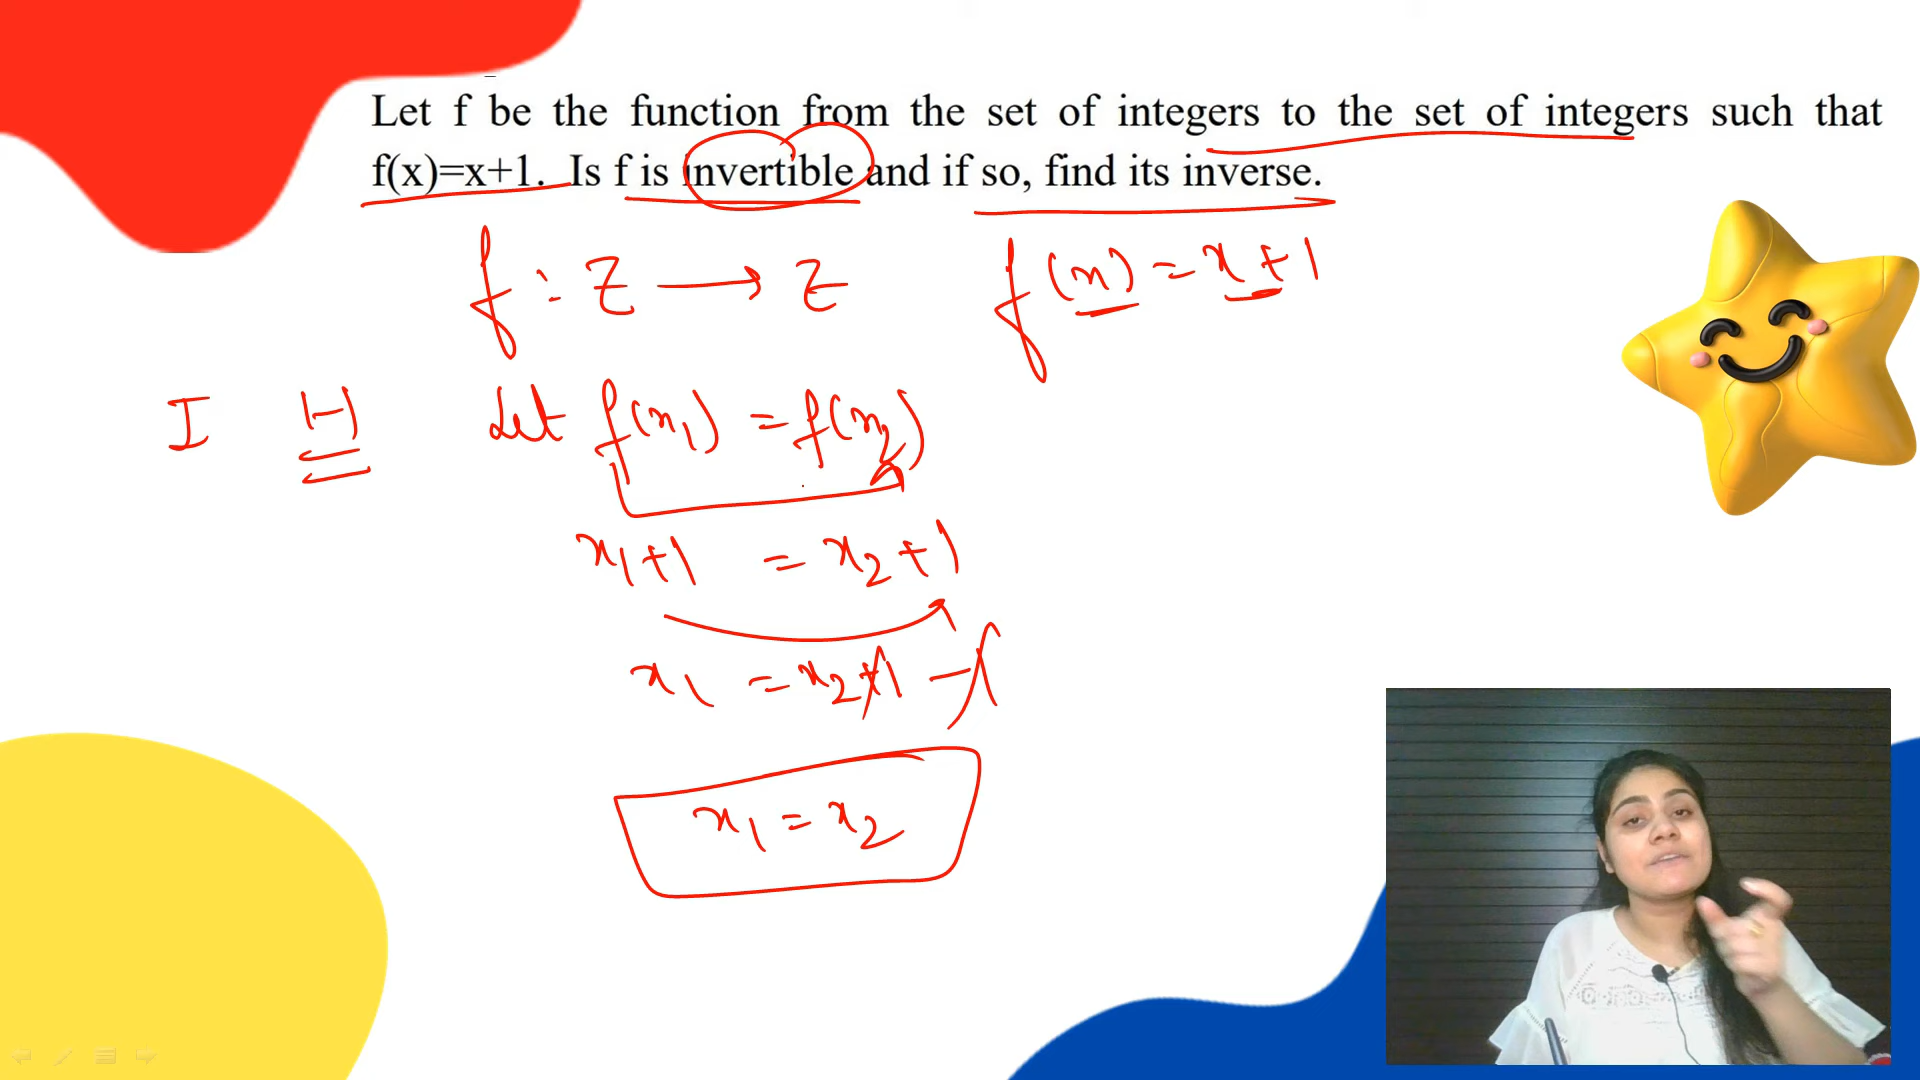 Let f be the function from the set of integers to the set of integers such that
f(x)=x+1. Is f is invertible and if so, find its inverse.
f : Z → Z f(x) = x+1
I 1-1 Let f(x₁) = f(x₂)
x₁+1 = x₂+1
x₁ = x₂+1-1
x₁ = x₂